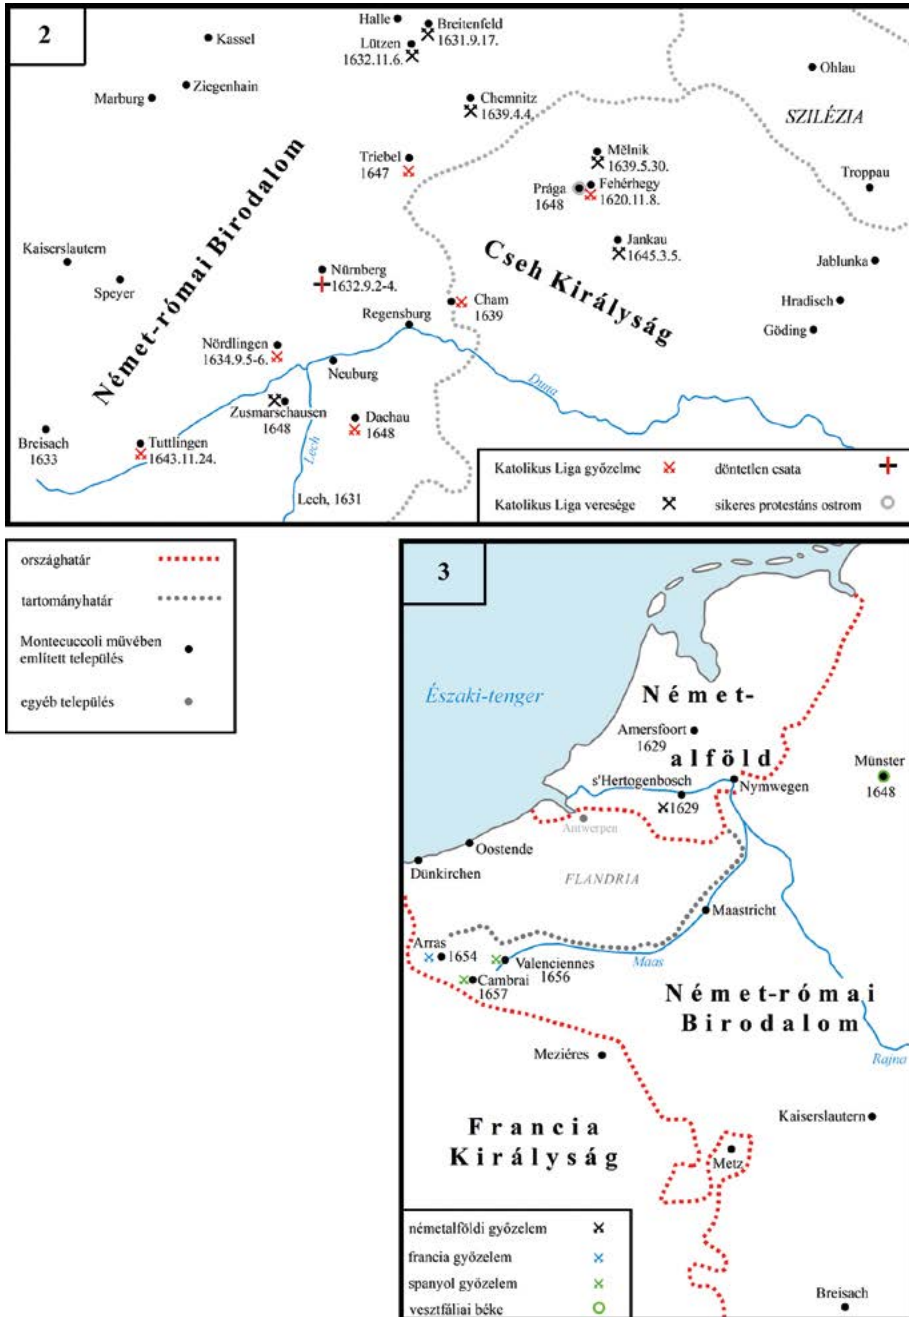 2
Halle
Breitenfeld
1631.9.17.
Lützen
1632.11.6.
Kassel
Ziegenhain
Marburg
Chemnitz
1639.4.4.
Ohlau
SZILÉZIA
Triebel
1647
Mělnik
1639.5.30.
Prága
1648
Fehérhegy
1620.11.8.
Troppau
Német-római Birodalom
Cseh Királyság
Jankau
1645.3.5.
Kaiserslautern
Speyer
Nürnberg
1632.9.2-4.
Jablunka
Cham
1639
Hradisch
Göding
Regensburg
Nördlingen
1634.9.5-6.
Neuburg
Duna
Zusmarschausen
1648
Lech
Dachau
1648
Breisach
1633
Tuttlingen
1643.11.24.
Lech, 1631
Katolikus Liga győzelme
döntetlen csata
Katolikus Liga veresége
sikeres protestáns ostrom
országhatár
tartományhatár
Montecuccoli művében
említett település
egyéb település
3
Északi-tenger
Német-
alföld
Amersfoort
1629
Münster
1648
s'Hertogenbosch
1629
Nymwegen
Antwerpen
Oostende
Dünkirchen
FLANDRIA
Maastricht
Arras
1654
Valenciennes
1656
Maas
Cambrai
1657
Német-római
Birodalom
Rajna
Meziéres
Kaiserslautern
Francia
Királyság
Metz
németalföldi győzelem
francia győzelem
spanyol győzelem
vesztfáliai béke
Breisach